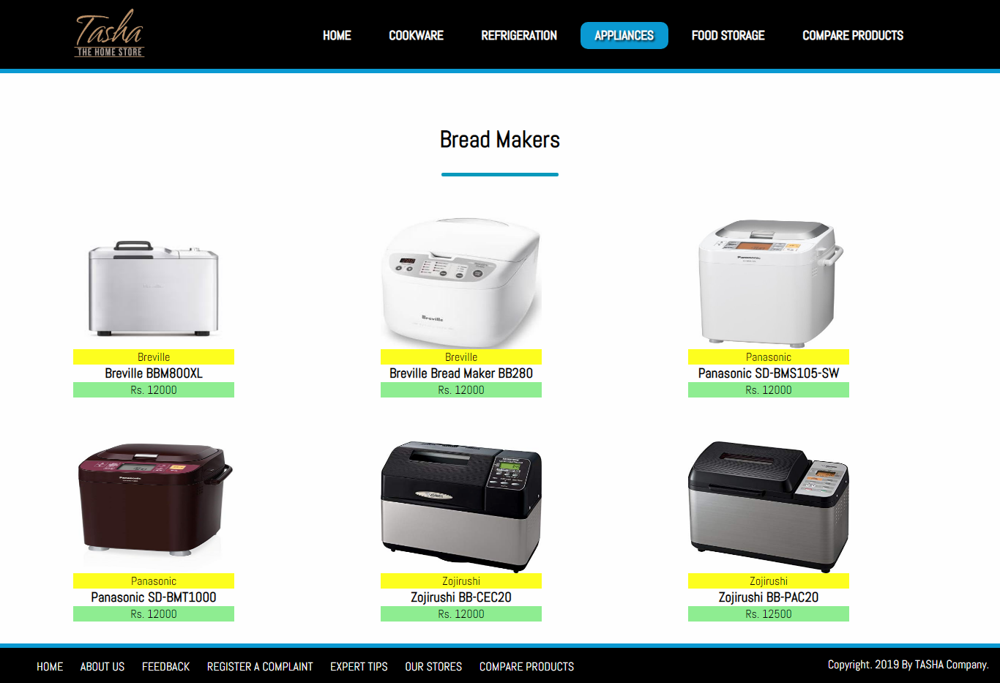 Tasha
THE HOME STORE
HOME COOKWARE REFRIGERATION APPLIANCES FOOD STORAGE COMPARE PRODUCTS
Bread Makers
Breville
Panasonic
Breville
Breville BBM800XL
Rs. 12000
Breville
Breville Bread Maker BB280
Rs. 12000
Panasonic
Panasonic SD-BMS105-SW
Rs. 12000
Panasonic
Panasonic
Panasonic SD-BMT1000
Rs. 12000
Zojirushi
Zojirushi BB-CEC20
Rs. 12000
Zojirushi
Zojirushi BB-PAC20
Rs. 12500
HOME ABOUT US FEEDBACK REGISTER A COMPLAINT EXPERT TIPS OUR STORES COMPARE PRODUCTS
Copyright. 2019 By TASHA Company.